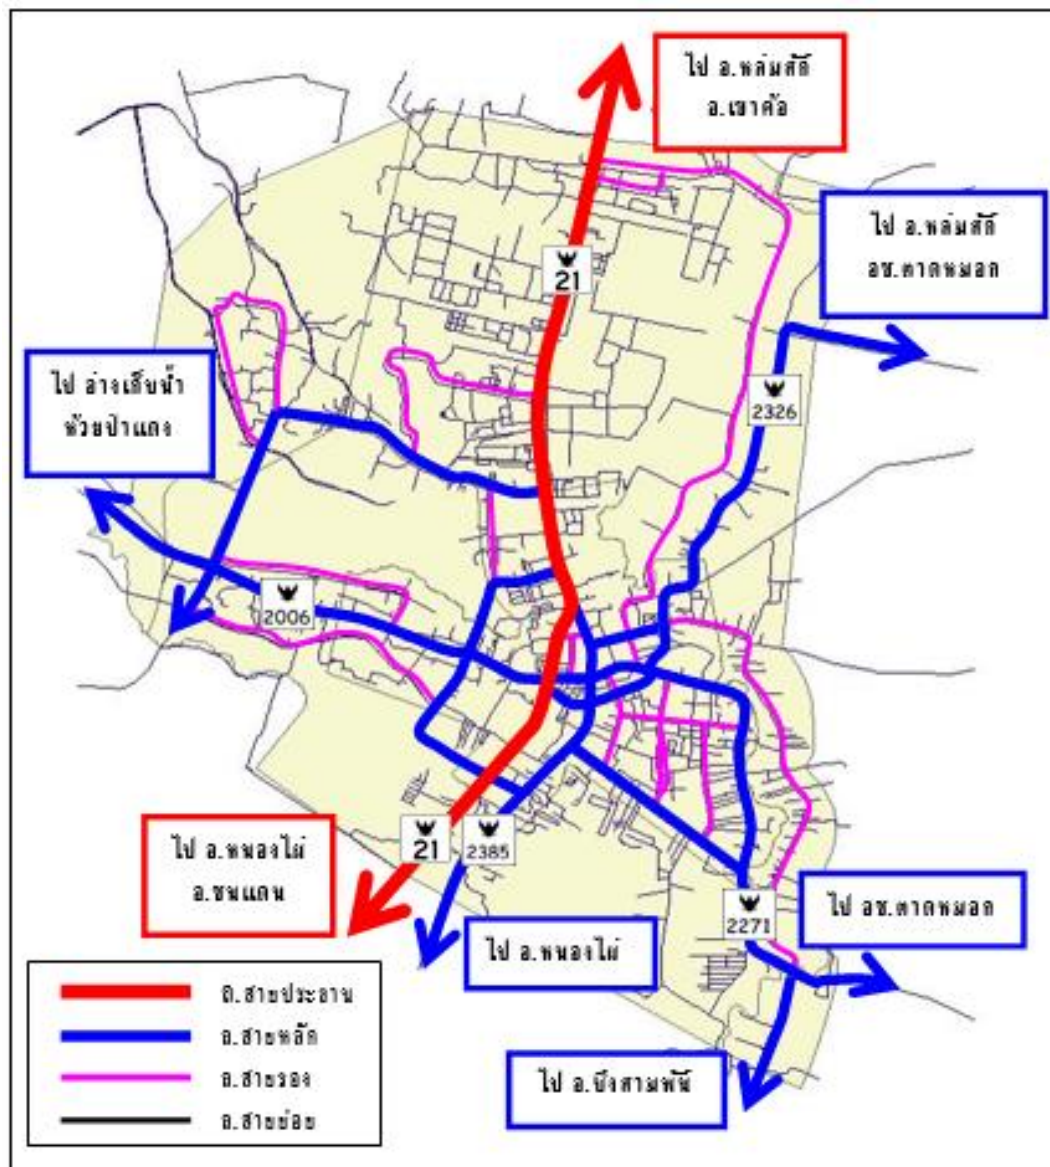 ไป อ.หล่มสัก
อ.เขาค้อ
ไป อ.หล่มสัก
อช.ตาดหมอก
21
2326
ไป อ่างเก็บน้ำ
ห้วยป่าแดง
2006
21
2385
ไป อ.หนองไผ่
อ.ชนแดน
2271
ไป อช.ตาดหมอก
ไป อ.หนองไผ่
ไป อ.บึงสามพัน
ถ.สายประธาน
ถ.สายหลัก
ถ.สายรอง
ถ.สายย่อย